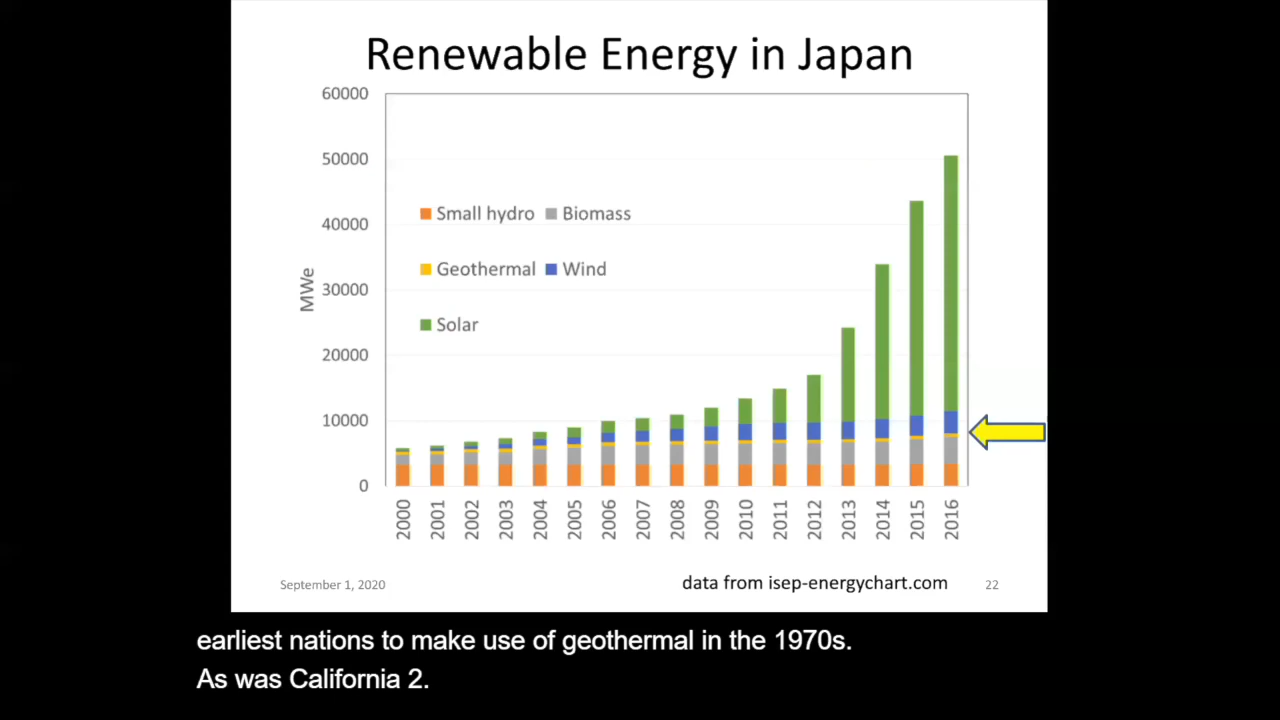 Renewable Energy in Japan
60000
50000
40000
30000
20000
10000
0
MWe
Small hydro Biomass
Geothermal Wind
Solar
2000 2001 2002 2003 2004 2005 2006 2007 2008 2009 2010 2011 2012 2013 2014 2015 2016
September 1, 2020 data from isep-energychart.com 22
earliest nations to make use of geothermal in the 1970s.
As was California 2.